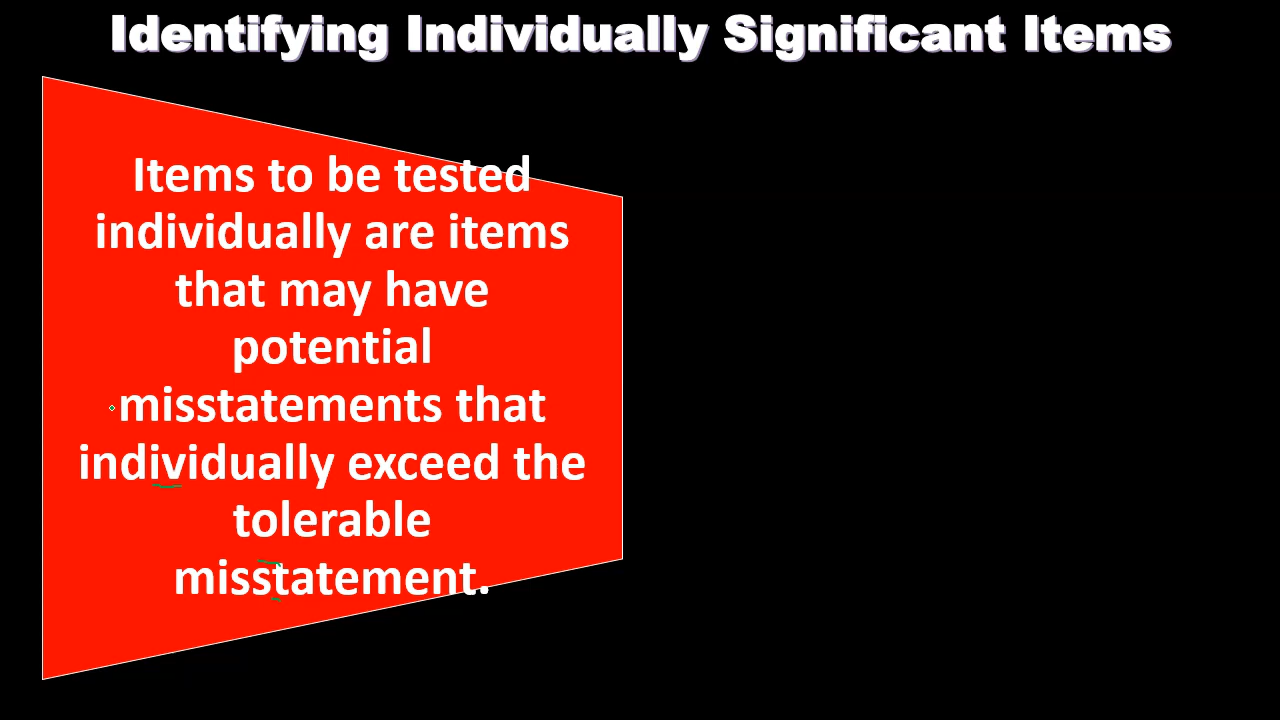 Identifying Individually Significant Items
Items to be tested
individually are items
that may have
potential
misstatements that
individually exceed the
tolerable
misstatement.